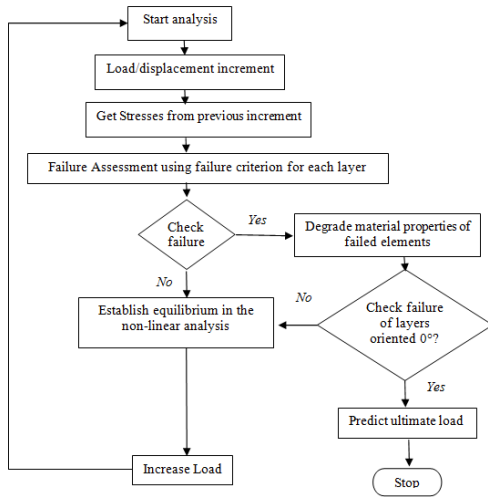 Start analysis
Load/displacement increment
Get Stresses from previous increment
Failure Assessment using failure criterion for each layer
Check
failure
Yes
Degrade material properties of
failed elements
No
Establish equilibrium in the
non-linear analysis
No
Check failure
of layers
oriented 0°?
Yes
Predict ultimate load
Increase Load
Stop